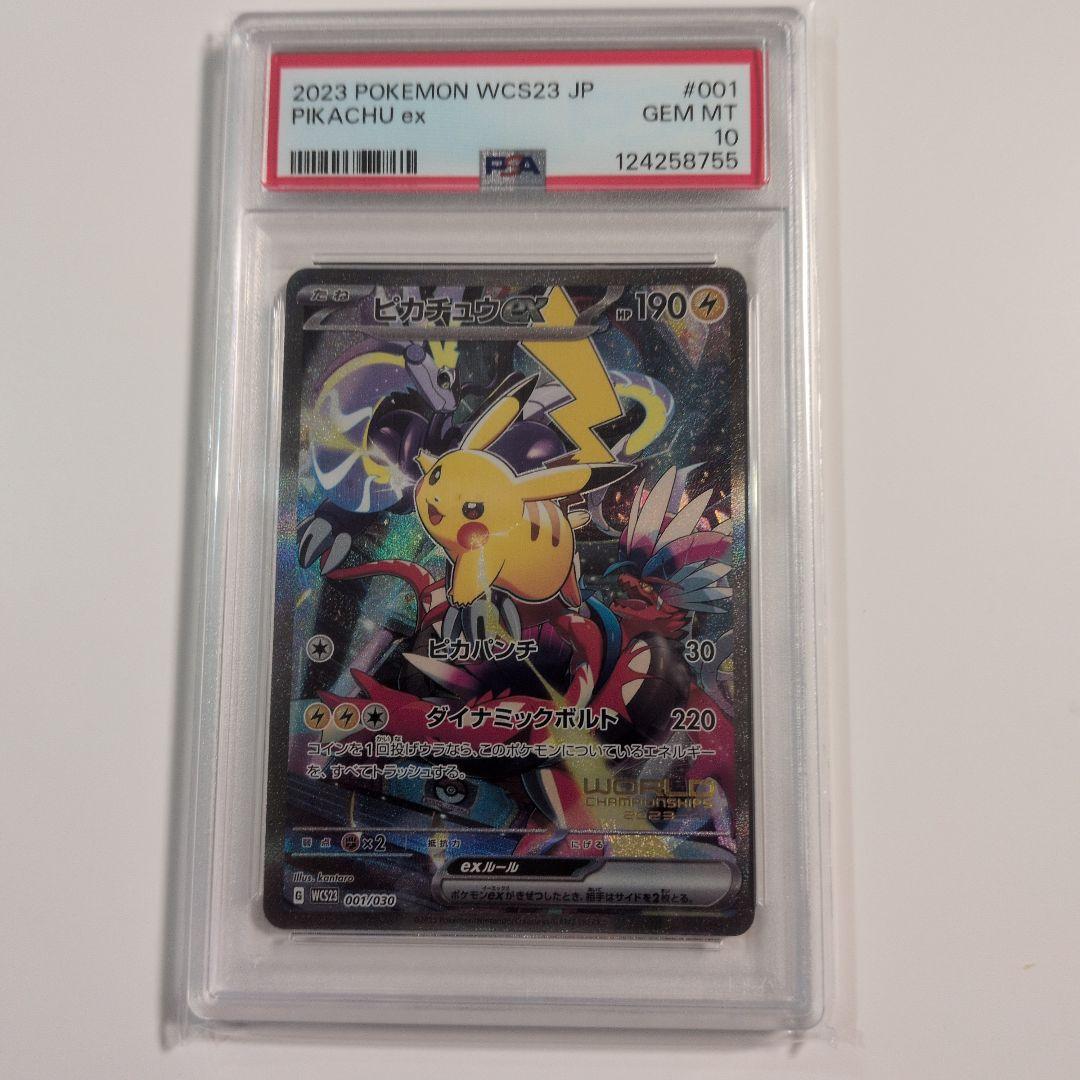 2023 POKEMON WCS23 JP #001
PIKACHU ex GEM MT
10
PSA 124258755
たね ピカチュウex HP 190
ピカパンチ 30
ダイナミックボルト 220
コインを1回投げウラなら、このポケモンについているエネルギー
を、すべてトラッシュする。
WORLD
CHAMPIONSHIPS
2023
弱点 ×2 抵抗力 にげる
exルール
ポケモンexがきぜつしたとき、相手はサイドを2枚とる。
Illus. kantaro
G WCS23 001/030